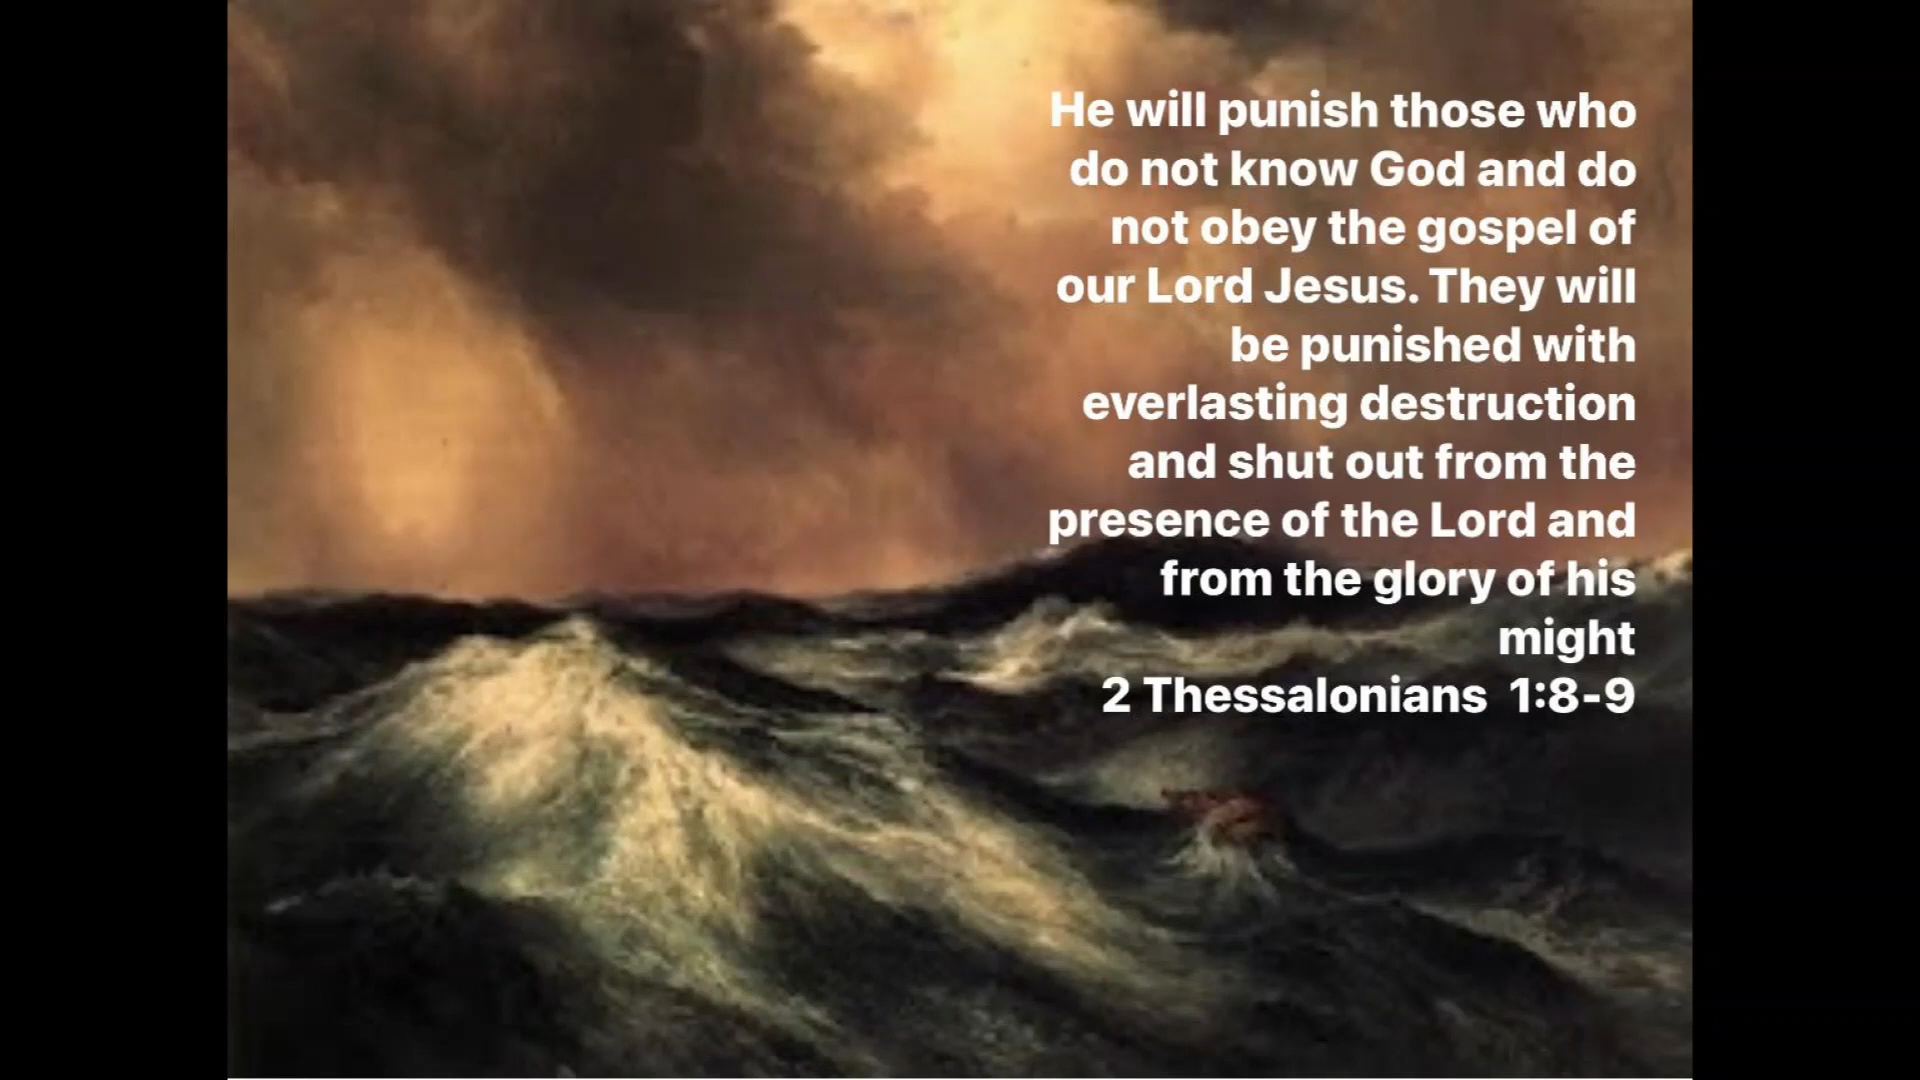 He will punish those who
do not know God and do
not obey the gospel of
our Lord Jesus. They will
be punished with
everlasting destruction
and shut out from the
presence of the Lord and
from the glory of his
might
2 Thessalonians  1:8-9